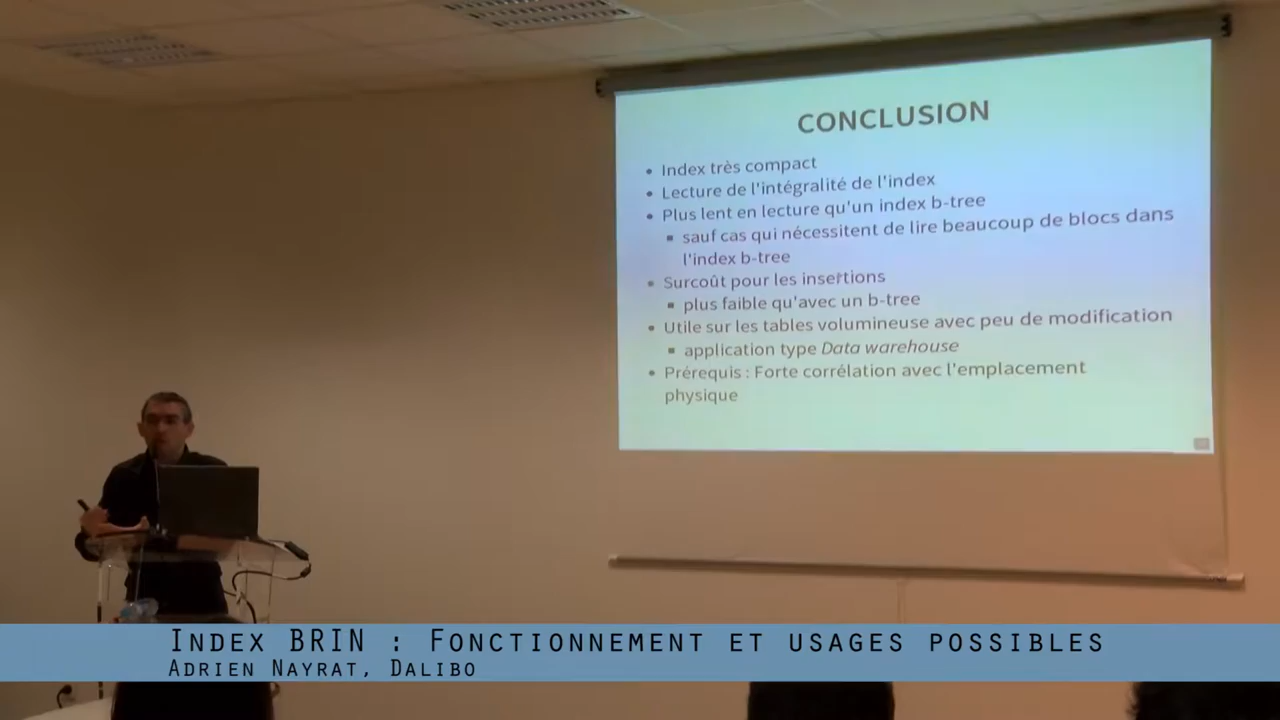 CONCLUSION
• Index très compact
• Lecture de l'intégralité de l'index
• Plus lent en lecture qu'un index b-tree
▪ sauf cas qui nécessitent de lire beaucoup de blocs dans
l'index b-tree
• Surcoût pour les insertions
▪ plus faible qu'avec un b-tree
• Utile sur les tables volumineuse avec peu de modification
▪ application type Data warehouse
• Prérequis : Forte corrélation avec l'emplacement
physique
Index BRIN : Fonctionnement et usages possibles
Adrien Nayrat, Dalibo